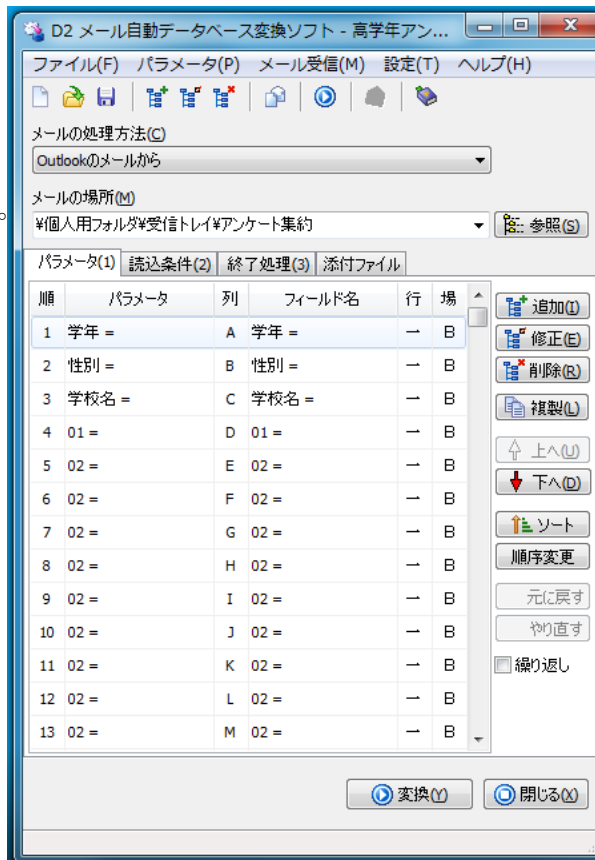 D2 メール自動データベース変換ソフト - 高学年アン...
ファイル(F) パラメータ(P) メール受信(M) 設定(T) ヘルプ(H)
メールの処理方法(C)
Outlookのメールから
メールの場所(M)
¥個人用フォルダ¥受信トレイ¥アンケート集約 参照(S)
パラメータ(1) 読込条件(2) 終了処理(3) 添付ファイル
順 パラメータ 列 フィールド名 行 場
1 学年 = A 学年 = 一 B
2 性別 = B 性別 = 一 B
3 学校名 = C 学校名 = 一 B
4 01 = D 01 = 一 B
5 02 = E 02 = 一 B
6 02 = F 02 = 一 B
7 02 = G 02 = 一 B
8 02 = H 02 = 一 B
9 02 = I 02 = 一 B
10 02 = J 02 = 一 B
11 02 = K 02 = 一 B
12 02 = L 02 = 一 B
13 02 = M 02 = 一 B
追加(I)
修正(E)
削除(R)
複製(L)
上へ(U)
下へ(D)
ソート
順序変更
元に戻す
やり直す
繰り返し
変換(Y) 閉じる(X)